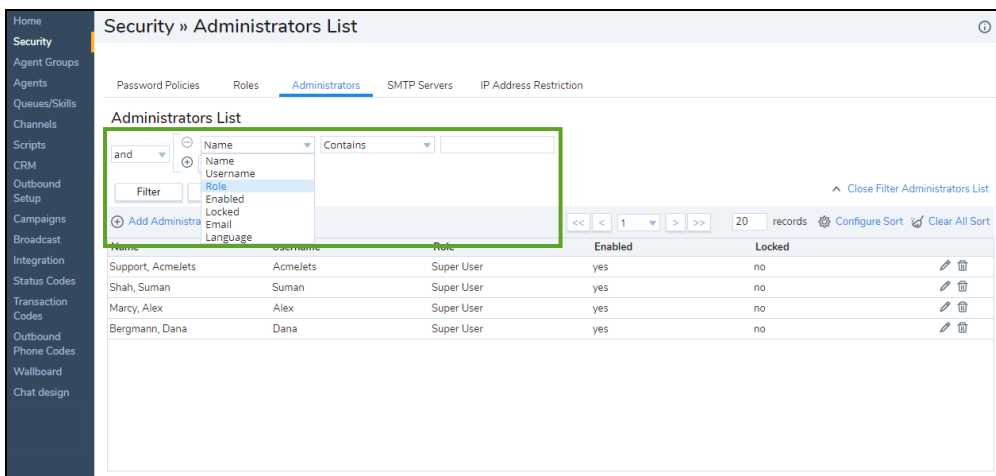 Home
Security
Agent Groups
Agents
Queues/Skills
Channels
Scripts
CRM
Outbound
Setup
Campaigns
Broadcast
Integration
Status Codes
Transaction
Codes
Outbound
Phone Codes
Wallboard
Chat design
Security » Administrators List
Password Policies Roles Administrators SMTP Servers IP Address Restriction
Administrators List
and Name Contains
Name
Username
Role
Enabled
Locked
Email
Language
Filter
Close Filter Administrators List
Add Administra
<< < 1 > >> 20 records Configure Sort Clear All Sort
Name Username Role Enabled Locked
Support, AcmeJets AcmeJets Super User yes no
Shah, Suman Suman Super User yes no
Marcy, Alex Alex Super User yes no
Bergmann, Dana Dana Super User yes no